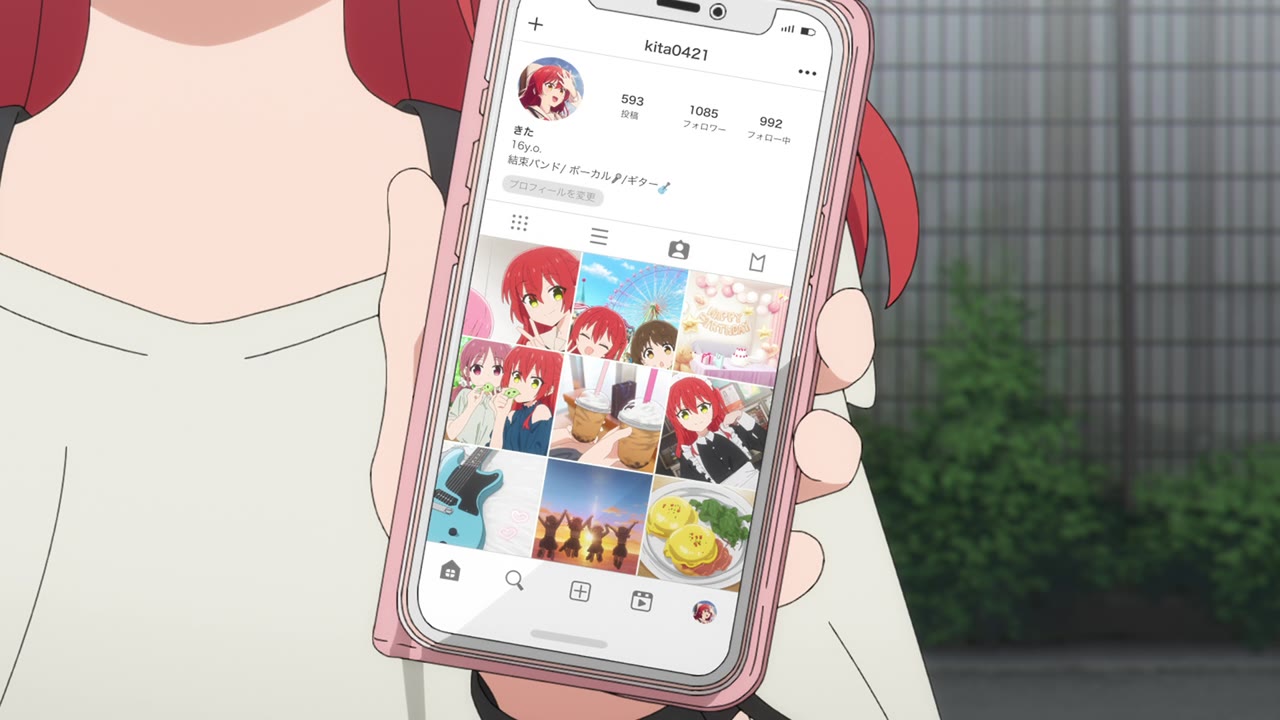 kita0421
593
投稿
1085
フォロワー
992
フォロー中
きた
16y.o.
結束バンド/ ボーカル🎤/ギター🎸
プロフィールを変更
HAPPY
BIRTHDAY